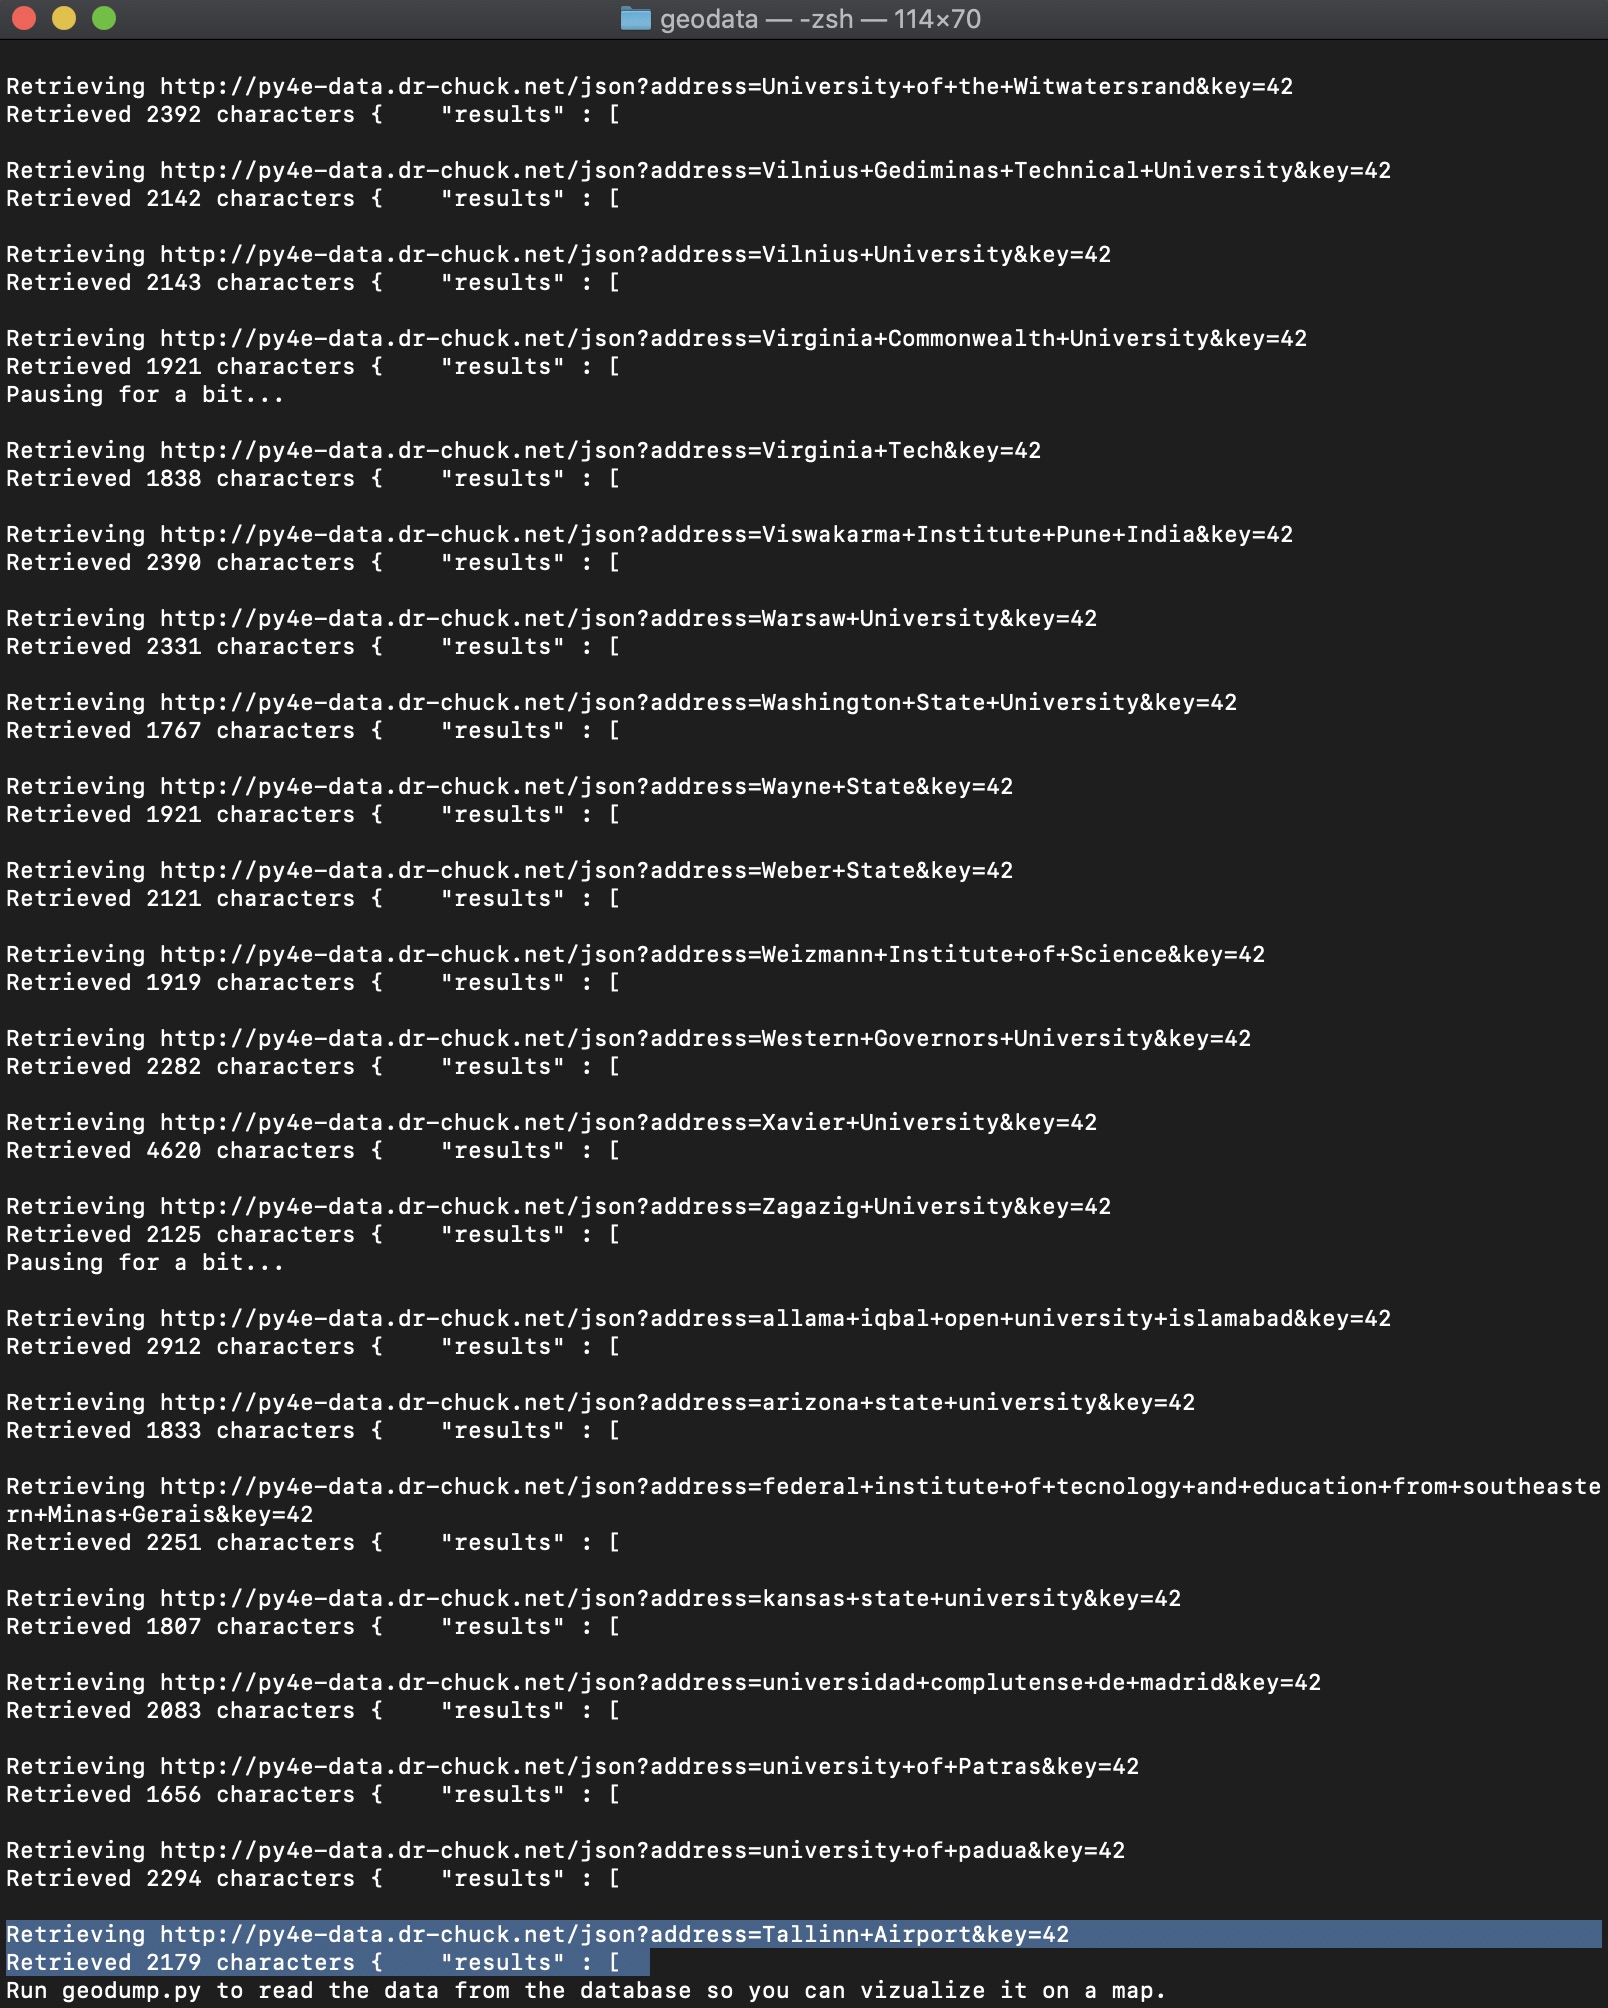 geodata — -zsh — 114×70
Retrieving http://py4e-data.dr-chuck.net/json?address=University+of+the+Witwatersrand&key=42
Retrieved 2392 characters {    "results" : [
Retrieving http://py4e-data.dr-chuck.net/json?address=Vilnius+Gediminas+Technical+University&key=42
Retrieved 2142 characters {    "results" : [
Retrieving http://py4e-data.dr-chuck.net/json?address=Vilnius+University&key=42
Retrieved 2143 characters {    "results" : [
Retrieving http://py4e-data.dr-chuck.net/json?address=Virginia+Commonwealth+University&key=42
Retrieved 1921 characters {    "results" : [
Pausing for a bit...
Retrieving http://py4e-data.dr-chuck.net/json?address=Virginia+Tech&key=42
Retrieved 1838 characters {    "results" : [
Retrieving http://py4e-data.dr-chuck.net/json?address=Viswakarma+Institute+Pune+India&key=42
Retrieved 2390 characters {    "results" : [
Retrieving http://py4e-data.dr-chuck.net/json?address=Warsaw+University&key=42
Retrieved 2331 characters {    "results" : [
Retrieving http://py4e-data.dr-chuck.net/json?address=Washington+State+University&key=42
Retrieved 1767 characters {    "results" : [
Retrieving http://py4e-data.dr-chuck.net/json?address=Wayne+State&key=42
Retrieved 1921 characters {    "results" : [
Retrieving http://py4e-data.dr-chuck.net/json?address=Weber+State&key=42
Retrieved 2121 characters {    "results" : [
Retrieving http://py4e-data.dr-chuck.net/json?address=Weizmann+Institute+of+Science&key=42
Retrieved 1919 characters {    "results" : [
Retrieving http://py4e-data.dr-chuck.net/json?address=Western+Governors+University&key=42
Retrieved 2282 characters {    "results" : [
Retrieving http://py4e-data.dr-chuck.net/json?address=Xavier+University&key=42
Retrieved 4620 characters {    "results" : [
Retrieving http://py4e-data.dr-chuck.net/json?address=Zagazig+University&key=42
Retrieved 2125 characters {    "results" : [
Pausing for a bit...
Retrieving http://py4e-data.dr-chuck.net/json?address=allama+iqbal+open+university+islamabad&key=42
Retrieved 2912 characters {    "results" : [
Retrieving http://py4e-data.dr-chuck.net/json?address=arizona+state+university&key=42
Retrieved 1833 characters {    "results" : [
Retrieving http://py4e-data.dr-chuck.net/json?address=federal+institute+of+tecnology+and+education+from+southeaste
rn+Minas+Gerais&key=42
Retrieved 2251 characters {    "results" : [
Retrieving http://py4e-data.dr-chuck.net/json?address=kansas+state+university&key=42
Retrieved 1807 characters {    "results" : [
Retrieving http://py4e-data.dr-chuck.net/json?address=universidad+complutense+de+madrid&key=42
Retrieved 2083 characters {    "results" : [
Retrieving http://py4e-data.dr-chuck.net/json?address=university+of+Patras&key=42
Retrieved 1656 characters {    "results" : [
Retrieving http://py4e-data.dr-chuck.net/json?address=university+of+padua&key=42
Retrieved 2294 characters {    "results" : [
Retrieving http://py4e-data.dr-chuck.net/json?address=Tallinn+Airport&key=42
Retrieved 2179 characters {    "results" : [
Run geodump.py to read the data from the database so you can vizualize it on a map.